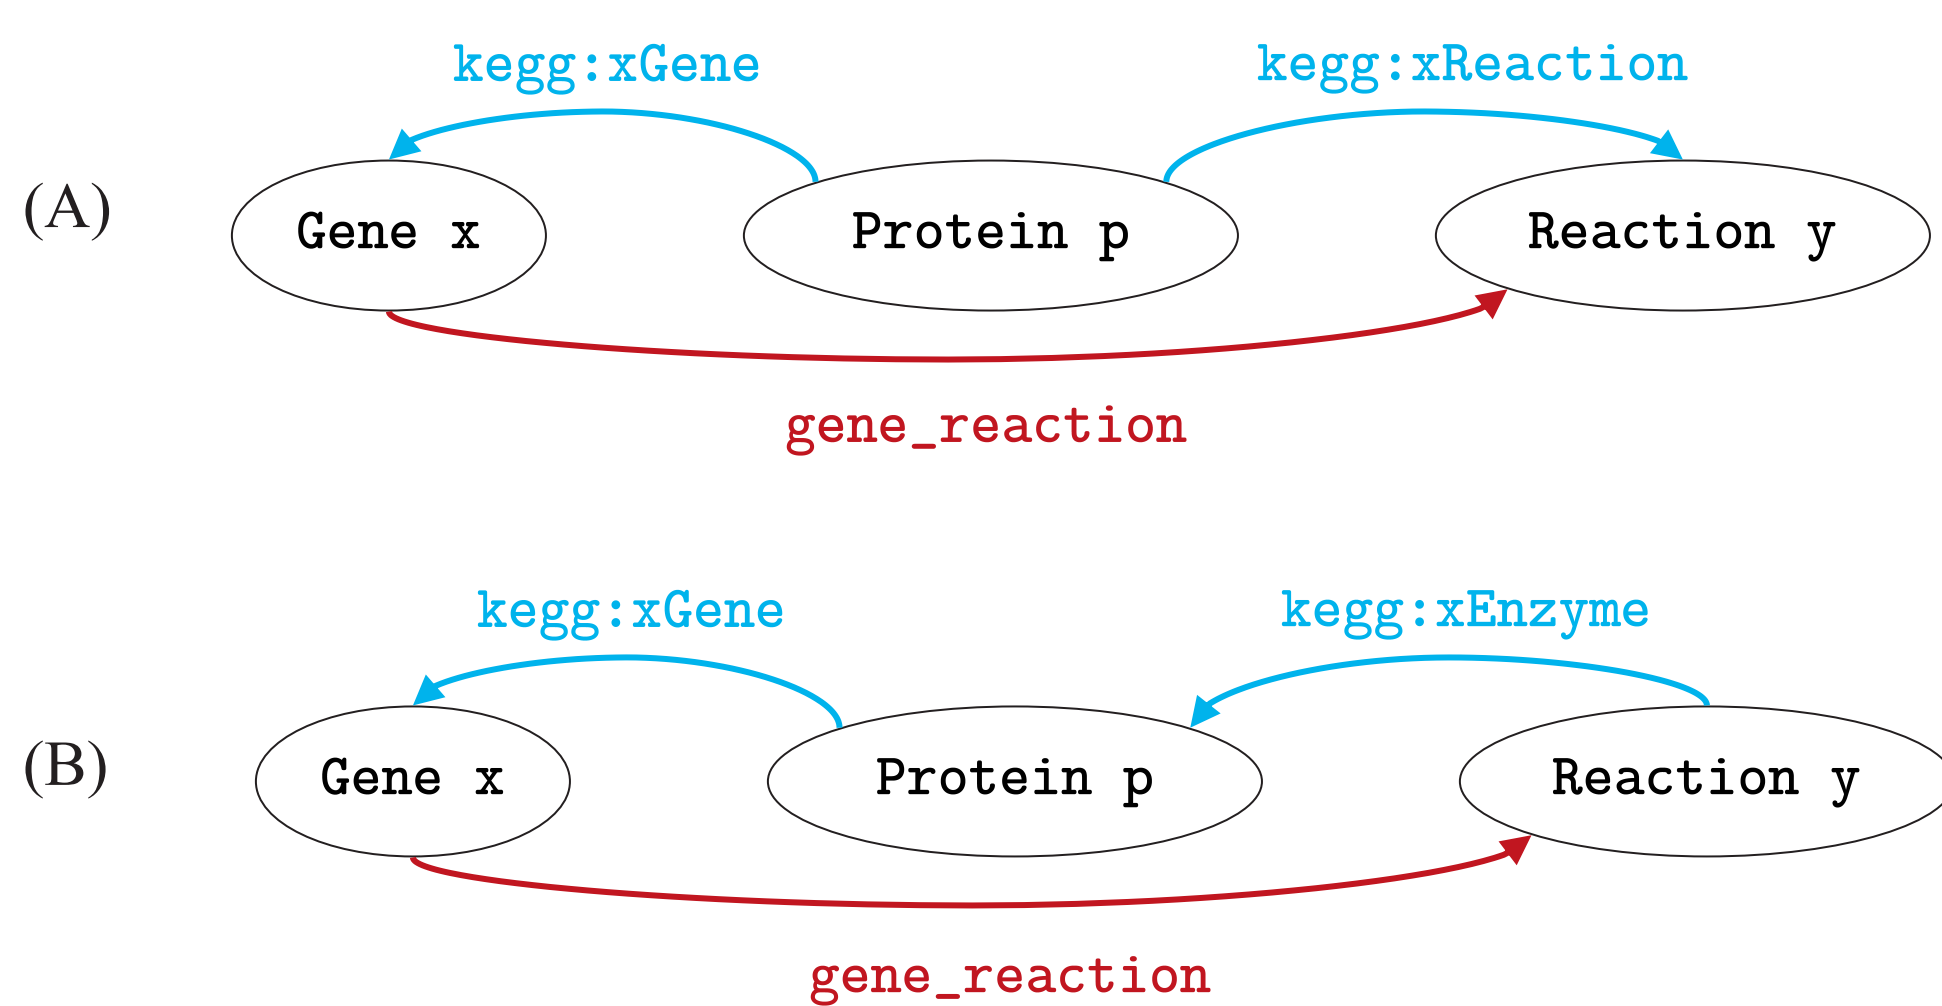 kegg:xGene kegg:xReaction
(A) Gene x Protein p Reaction y
gene_reaction
kegg:xGene kegg:xEnzyme
(B) Gene x Protein p Reaction y
gene_reaction